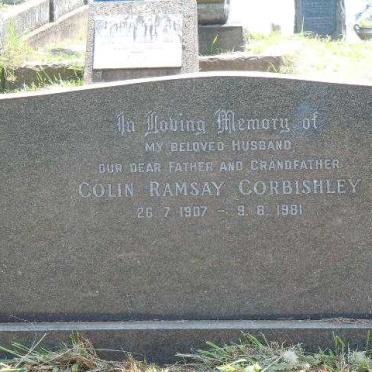 In Loving Memory of
MY BELOVED HUSBAND
OUR DEAR FATHER AND GRANDFATHER
COLIN RAMSAY CORBISHLEY
26.7.1907 - 9.8.1981